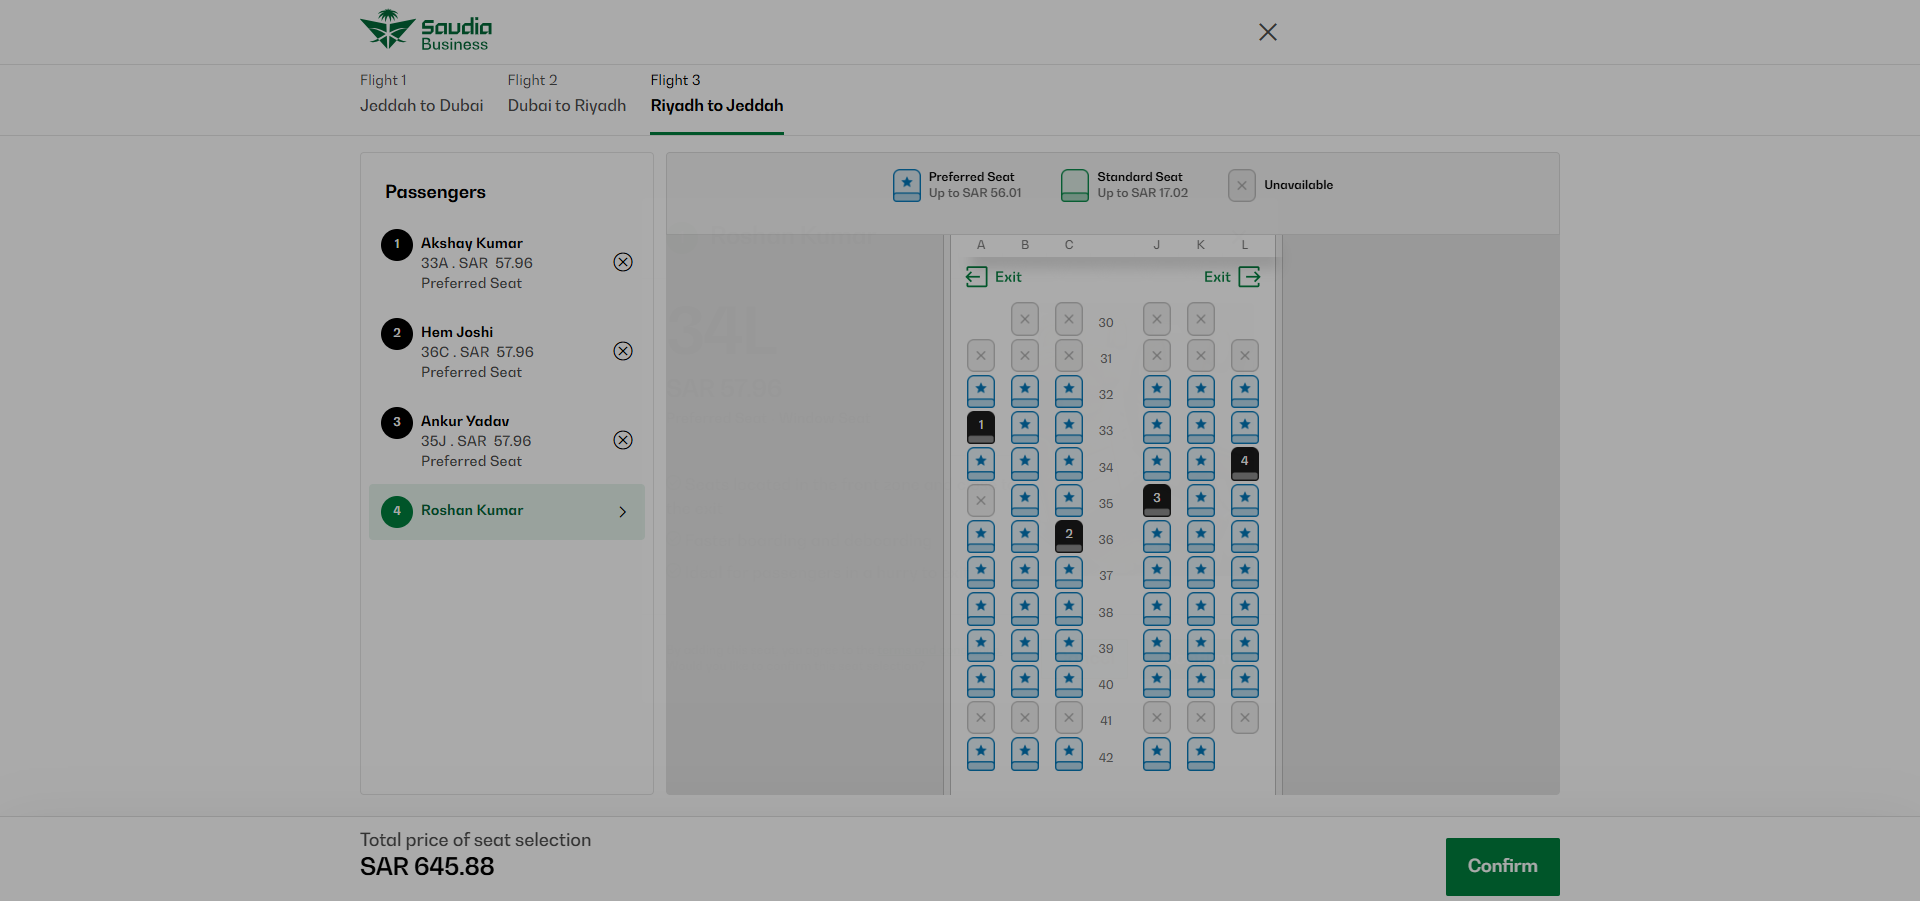 Saudia
Business
Flight 1
Jeddah to Dubai
Flight 2
Dubai to Riyadh
Flight 3
Riyadh to Jeddah
Passengers
1
Akshay Kumar
33A . SAR 57.96
Preferred Seat
2
Hem Joshi
36C . SAR 57.96
Preferred Seat
3
Ankur Yadav
35J . SAR 57.96
Preferred Seat
4
Roshan Kumar
Preferred Seat
Up to SAR 56.01
Standard Seat
Up to SAR 17.02
Unavailable
A B C J K L
Exit Exit
30
31
32
1 33
34 4
35 3
2 36
37
38
39
40
41
42
34L
Total price of seat selection
SAR 645.88
Confirm